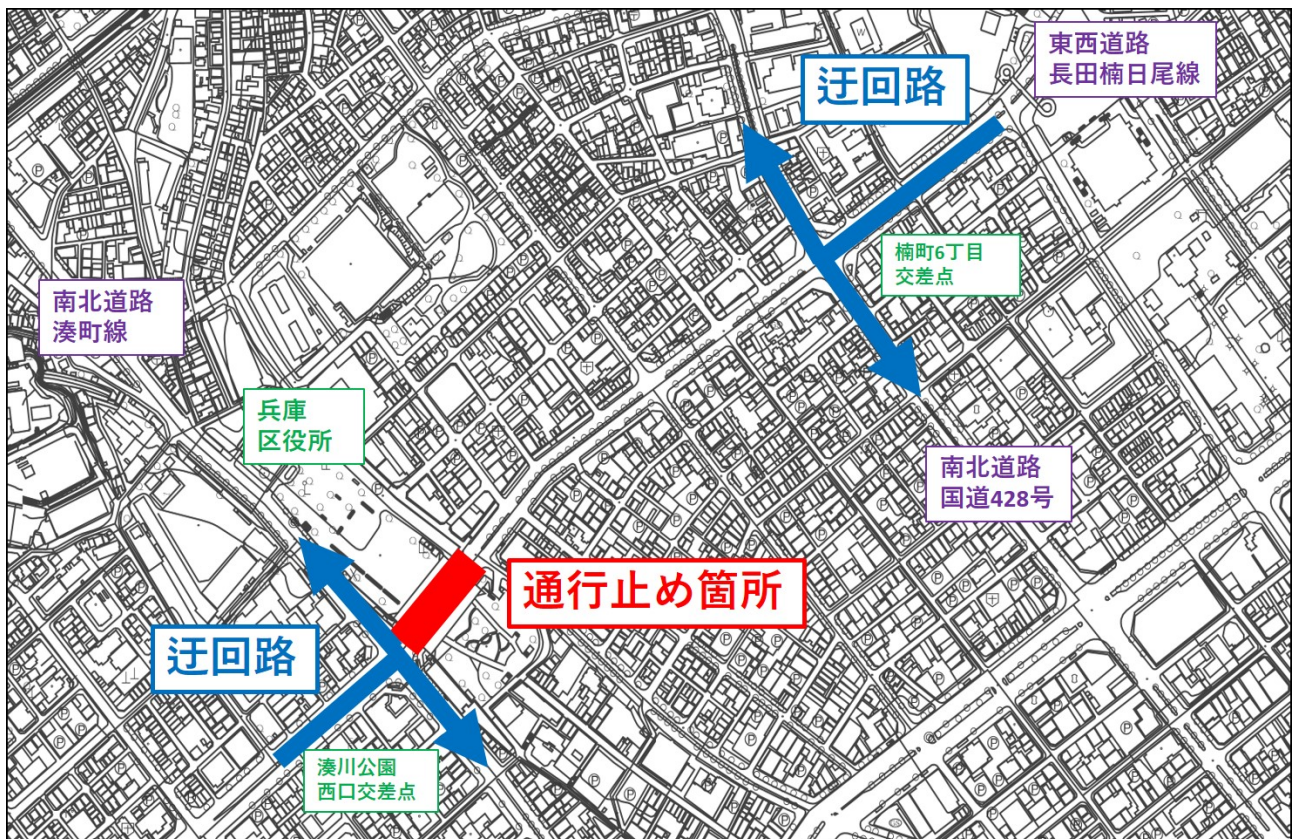 東西道路
長田楠日尾線
迂回路
楠町6丁目
交差点
南北道路
湊町線
兵庫
区役所
南北道路
国道428号
通行止め箇所
迂回路
湊川公園
西口交差点